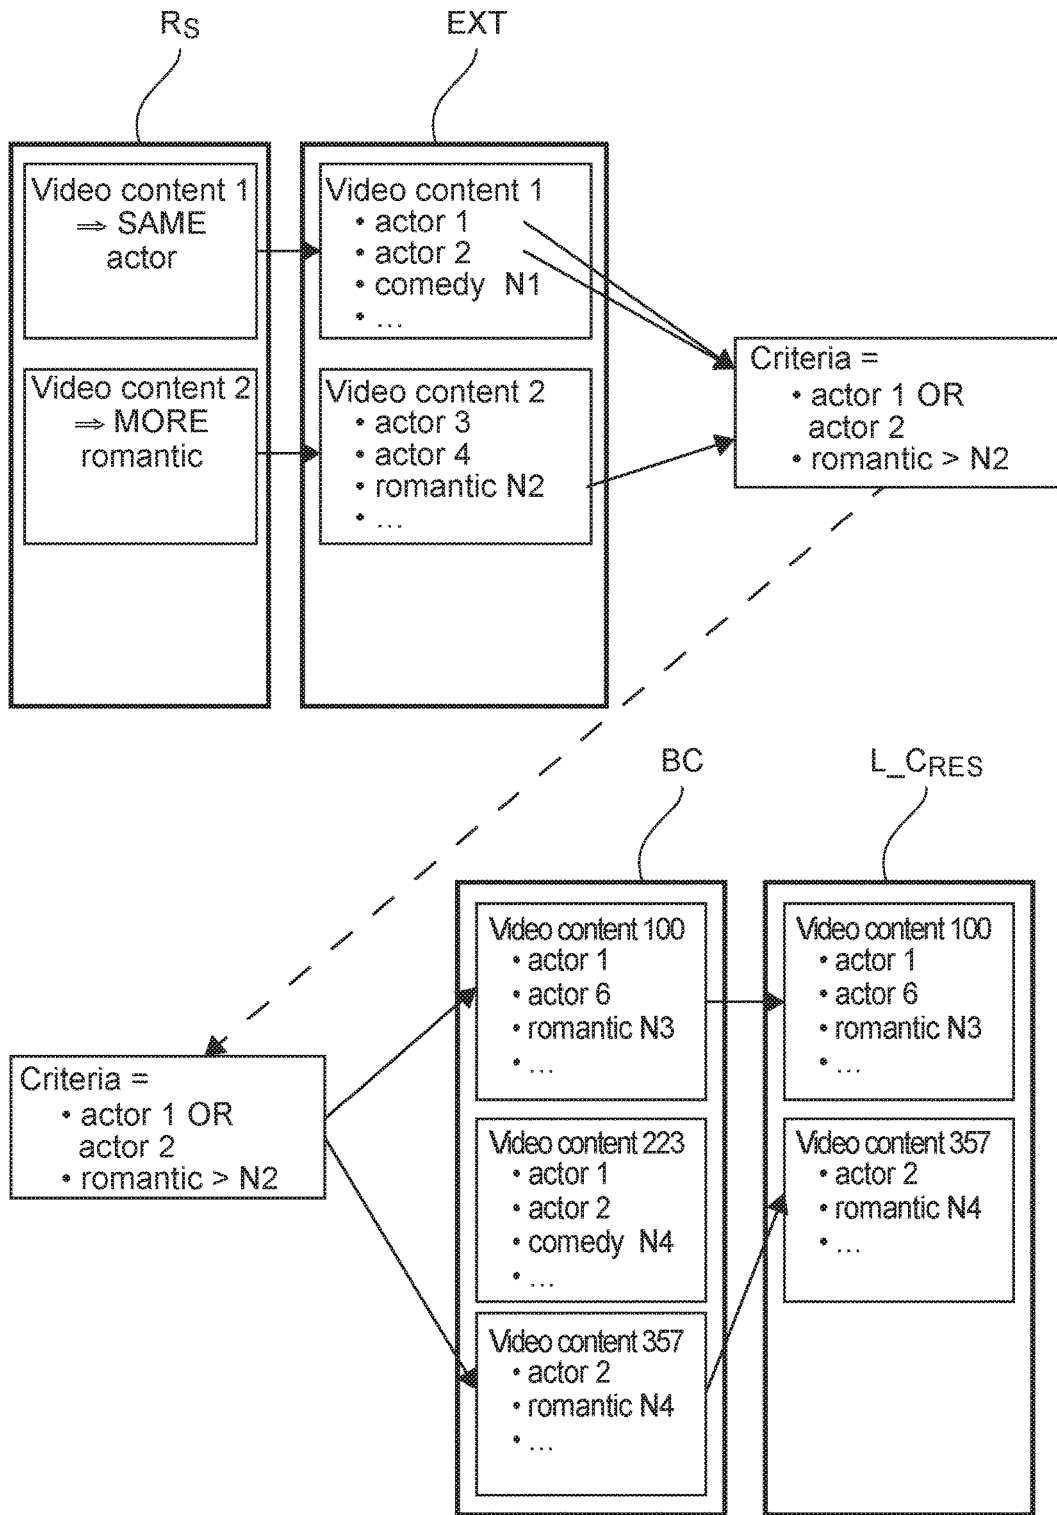 RS
EXT
Video content 1
⇒ SAME
actor
Video content 2
⇒ MORE
romantic
Video content 1
• actor 1
• actor 2
• comedy N1
• ...
Video content 2
• actor 3
• actor 4
• romantic N2
• ...
Criteria =
• actor 1 OR
actor 2
• romantic > N2
BC
L_CRES
Criteria =
• actor 1 OR
actor 2
• romantic > N2
Video content 100
• actor 1
• actor 6
• romantic N3
• ...
Video content 223
• actor 1
• actor 2
• comedy N4
• ...
Video content 357
• actor 2
• romantic N4
• ...
Video content 100
• actor 1
• actor 6
• romantic N3
• ...
Video content 357
• actor 2
• romantic N4
• ...